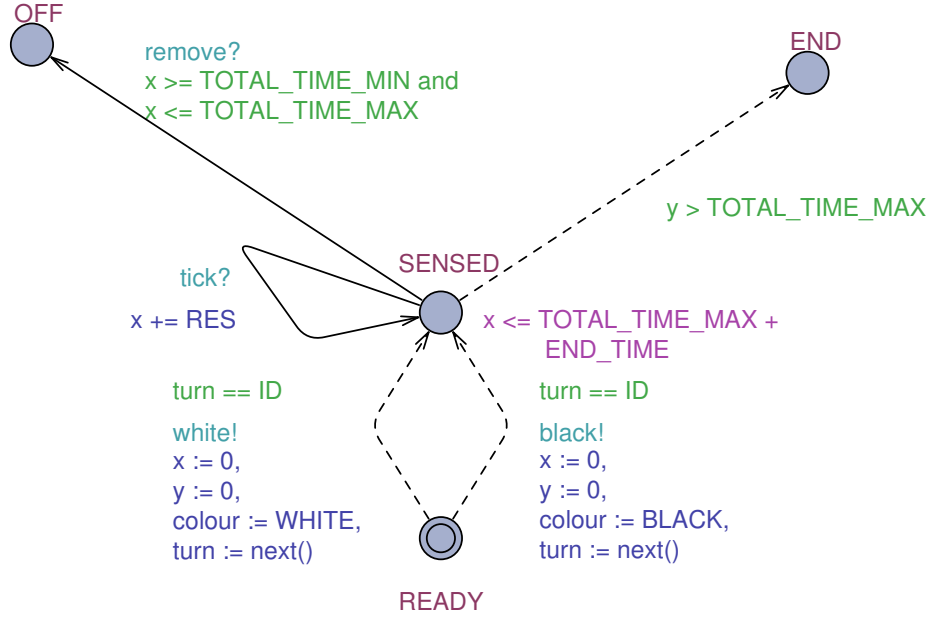 OFF
END
remove?
x >= TOTAL_TIME_MIN and
x <= TOTAL_TIME_MAX
y > TOTAL_TIME_MAX
SENSED
tick?
x += RES
x <= TOTAL_TIME_MAX +
END_TIME
turn == ID
white!
x := 0,
y := 0,
colour := WHITE,
turn := next()
turn == ID
black!
x := 0,
y := 0,
colour := BLACK,
turn := next()
READY